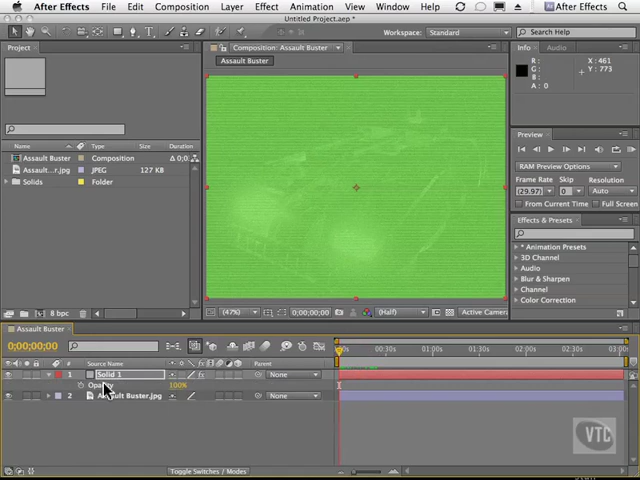 After Effects File Edit Composition Layer Effect Animation View Window Help After Effects
Untitled Project.aep *
Workspace: Standard Search Help
Project
Composition: Assault Buster
Info Audio
Assault Buster
R :
G :
B :
A : 0
X : 461
Y : 773
Preview
RAM Preview Options
Frame Rate Skip Resolution
(29.97) 0 Auto
From Current Time Full Screen
Name Type Size Duration
Assault Buster Composition Δ 0;0
Assault...r.jpg JPEG 127 KB
Solids Folder
Effects & Presets
* Animation Presets
3D Channel
Audio
Blur & Sharpen
Channel
Color Correction
8 bpc
(47%) 0;00;00;00 (Half) Active Camera
Assault Buster
0;00;00;00
00s 00:30s 01:00s 01:30s 02:00s 02:30s 03:00s
# Source Name Parent
1 Solid 1 None
Opacity 100%
2 Assault Buster.jpg None
VTC
Toggle Switches / Modes